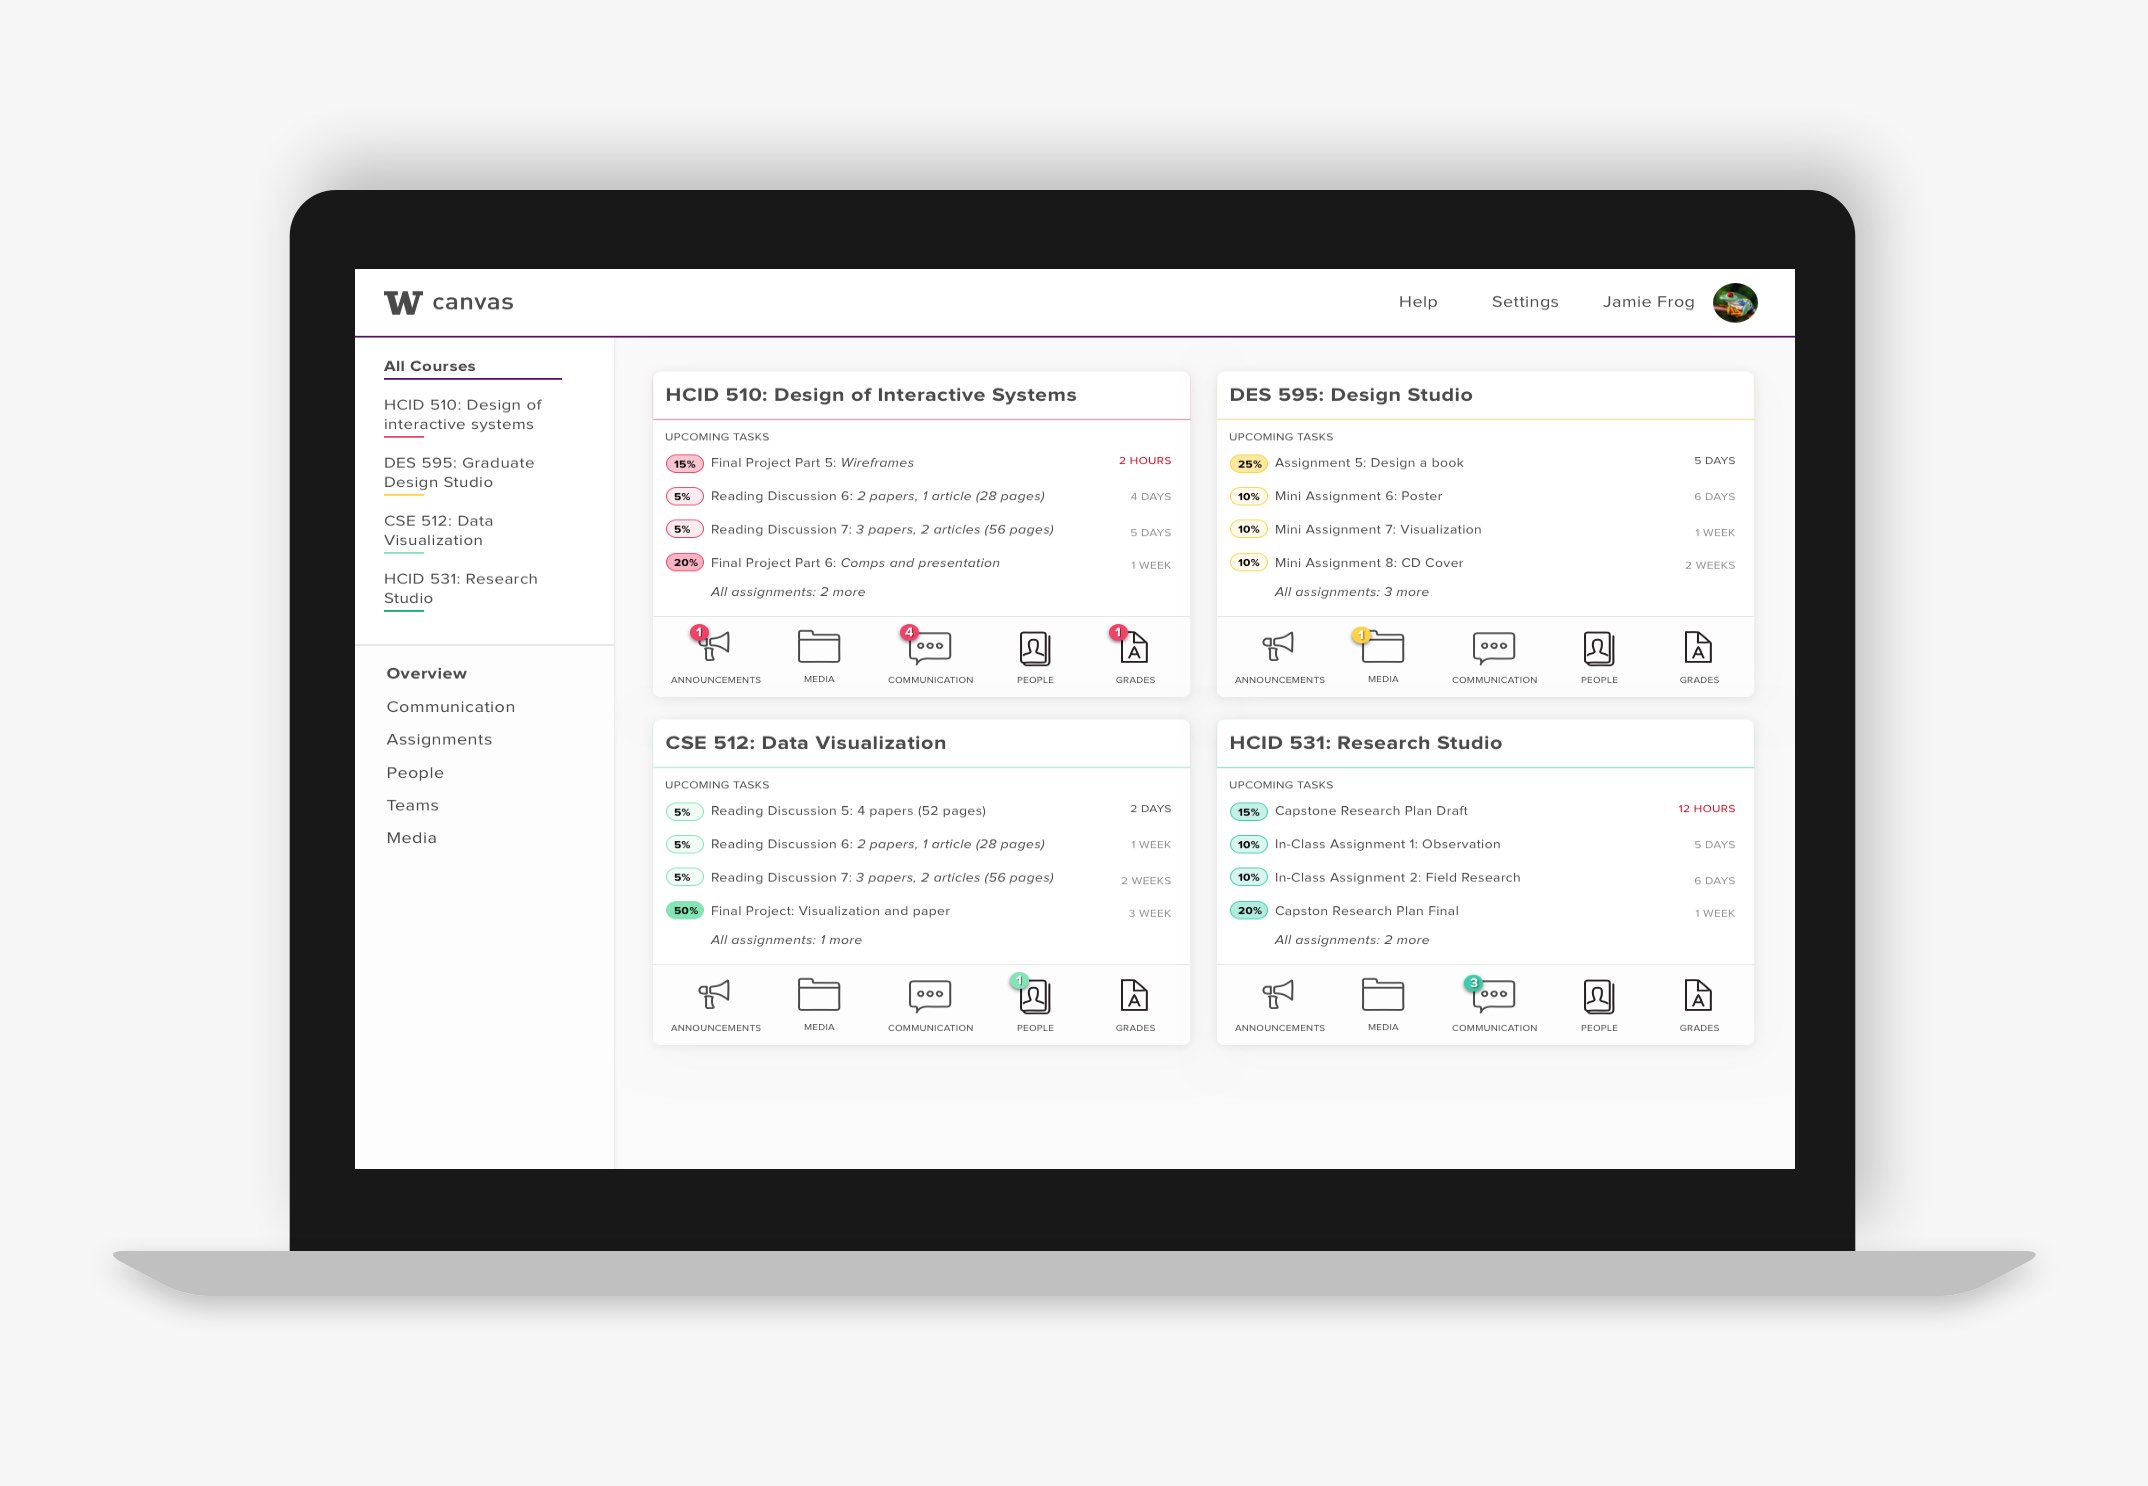 W canvas
Help
Settings
Jamie Frog
All Courses
HCID 510: Design of
interactive systems
DES 595: Graduate
Design Studio
CSE 512: Data
Visualization
HCID 531: Research
Studio
Overview
Communication
Assignments
People
Teams
Media
HCID 510: Design of Interactive Systems
UPCOMING TASKS
15% Final Project Part 5: Wireframes 2 HOURS
5% Reading Discussion 6: 2 papers, 1 article (28 pages) 4 DAYS
5% Reading Discussion 7: 3 papers, 2 articles (56 pages) 5 DAYS
20% Final Project Part 6: Comps and presentation 1 WEEK
All assignments: 2 more
1 4 1
A
ANNOUNCEMENTS MEDIA COMMUNICATION PEOPLE GRADES
DES 595: Design Studio
UPCOMING TASKS
25% Assignment 5: Design a book 5 DAYS
10% Mini Assignment 6: Poster 6 DAYS
10% Mini Assignment 7: Visualization 1 WEEK
10% Mini Assignment 8: CD Cover 2 WEEKS
All assignments: 3 more
1
A
ANNOUNCEMENTS MEDIA COMMUNICATION PEOPLE GRADES
CSE 512: Data Visualization
UPCOMING TASKS
5% Reading Discussion 5: 4 papers (52 pages) 2 DAYS
5% Reading Discussion 6: 2 papers, 1 article (28 pages) 1 WEEK
5% Reading Discussion 7: 3 papers, 2 articles (56 pages) 2 WEEKS
50% Final Project: Visualization and paper 3 WEEK
All assignments: 1 more
1
A
ANNOUNCEMENTS MEDIA COMMUNICATION PEOPLE GRADES
HCID 531: Research Studio
UPCOMING TASKS
15% Capstone Research Plan Draft 12 HOURS
10% In-Class Assignment 1: Observation 5 DAYS
10% In-Class Assignment 2: Field Research 6 DAYS
20% Capston Research Plan Final 1 WEEK
All assignments: 2 more
3
A
ANNOUNCEMENTS MEDIA COMMUNICATION PEOPLE GRADES